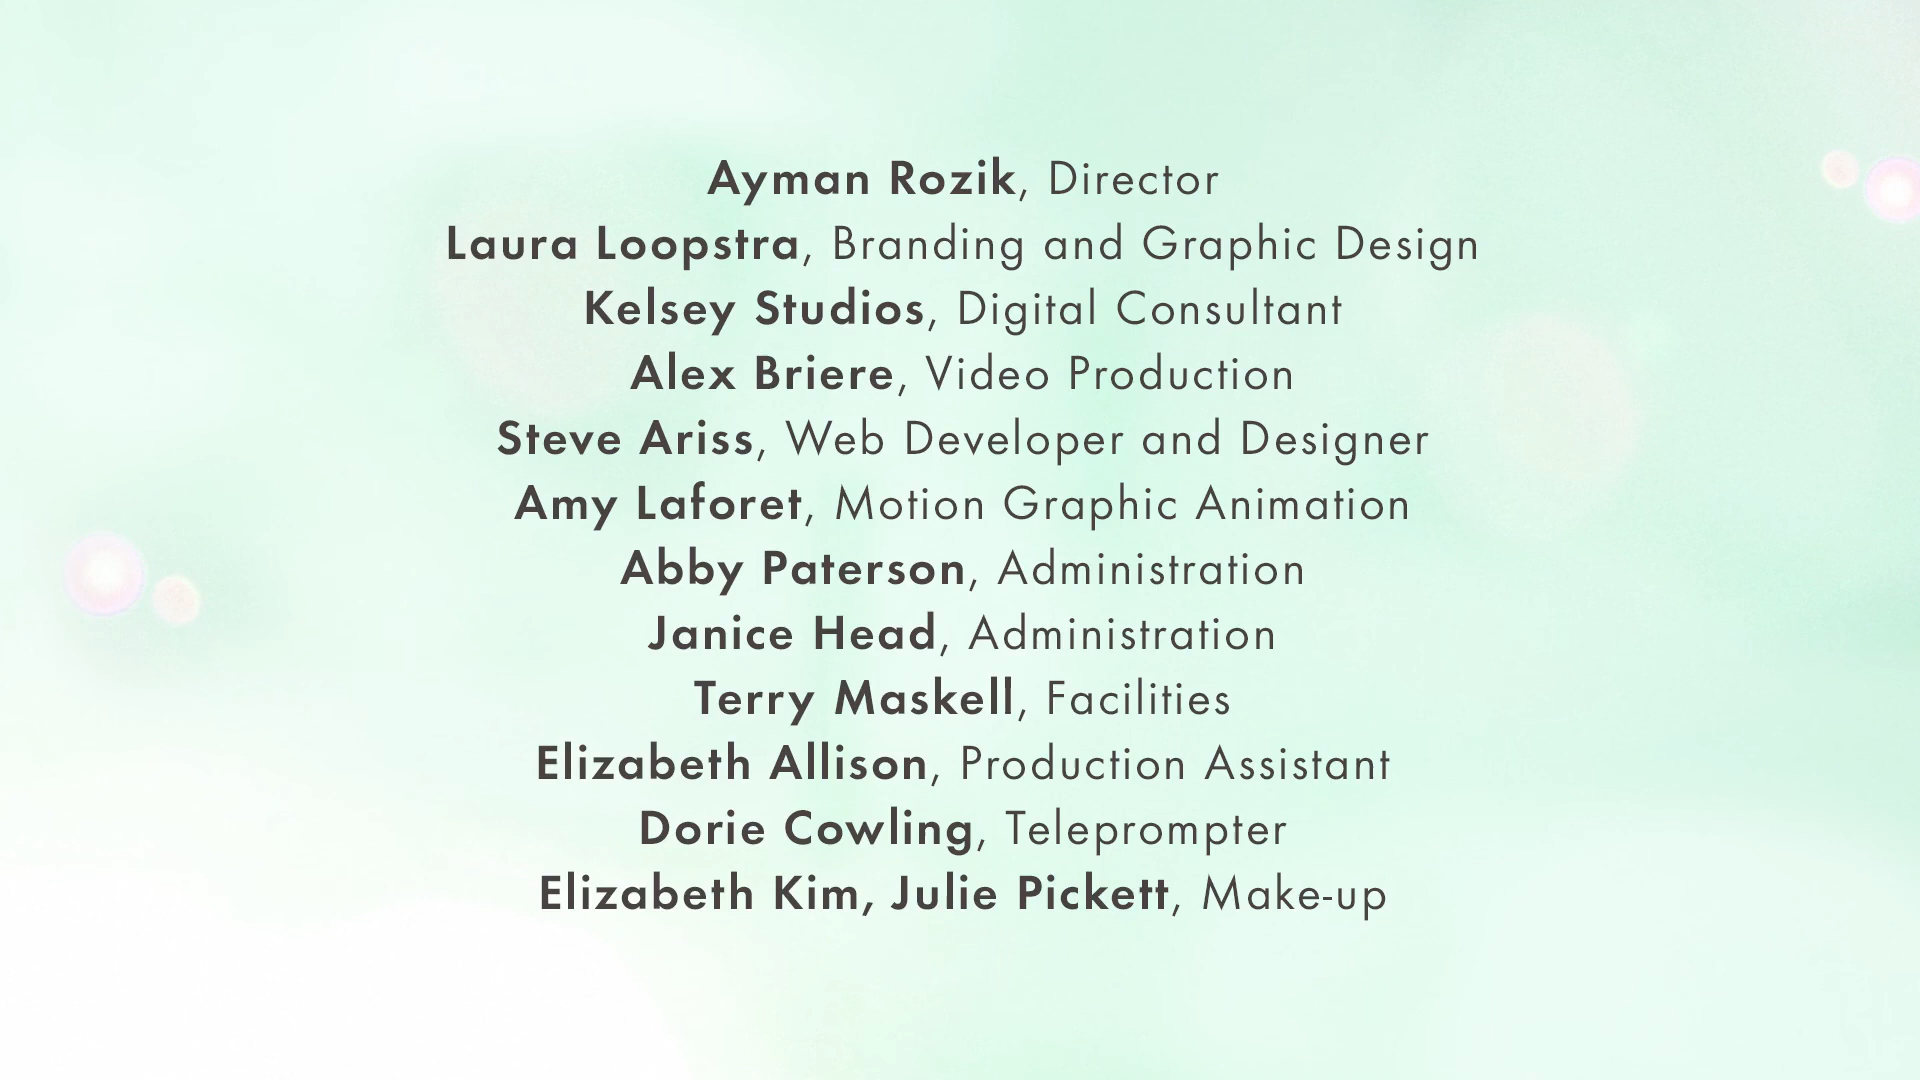 Ayman Rozik, Director
Laura Loopstra, Branding and Graphic Design
Kelsey Studios, Digital Consultant
Alex Briere, Video Production
Steve Ariss, Web Developer and Designer
Amy Laforet, Motion Graphic Animation
Abby Paterson, Administration
Janice Head, Administration
Terry Maskell, Facilities
Elizabeth Allison, Production Assistant
Dorie Cowling, Teleprompter
Elizabeth Kim, Julie Pickett, Make-up